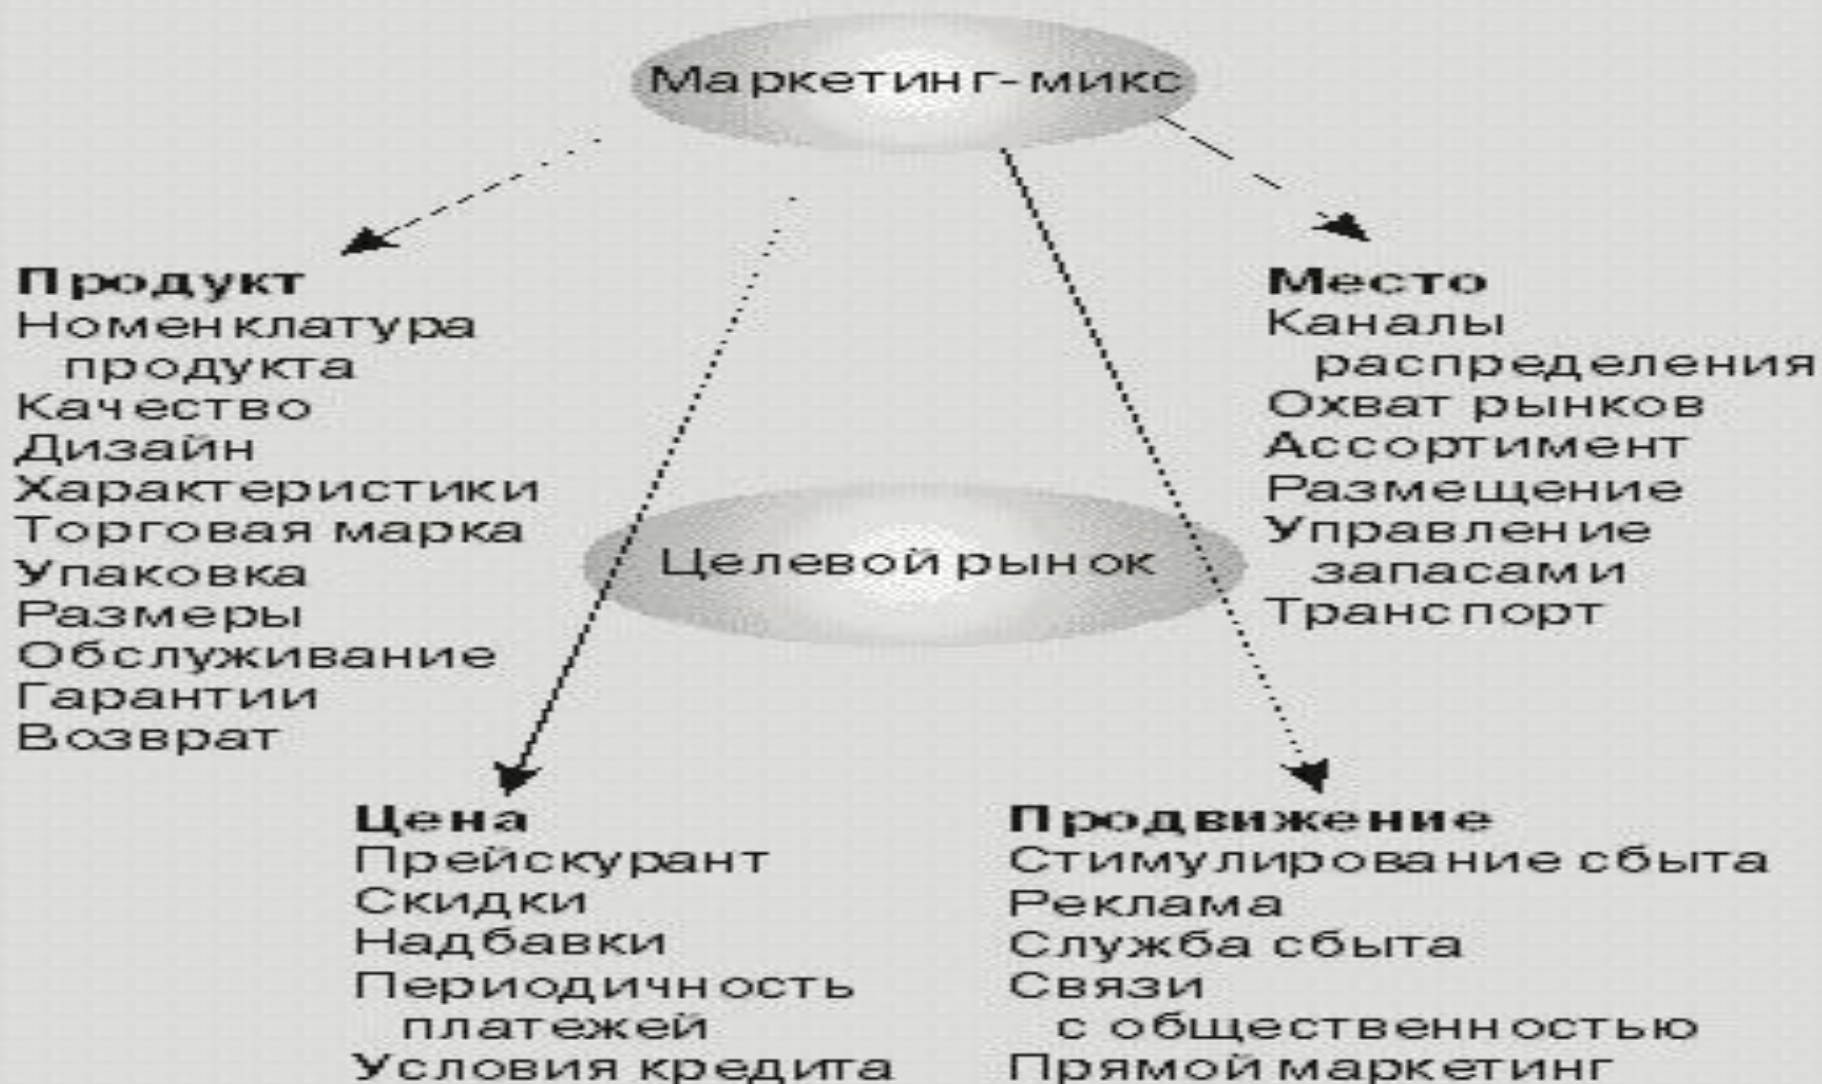 Маркетинг-микс
Продукт
Номенклатура
продукта
Качество
Дизайн
Характеристики
Торговая марка
Упаковка
Размеры
Обслуживание
Гарантии
Возврат
Место
Каналы
распределения
Охват рынков
Ассортимент
Размещение
Управление
запасами
Транспорт
Целевой рынок
Цена
Прейскурант
Скидки
Надбавки
Периодичность
платежей
Условия кредита
Продвижение
Стимулирование сбыта
Реклама
Служба сбыта
Связи
с общественностью
Прямой маркетинг